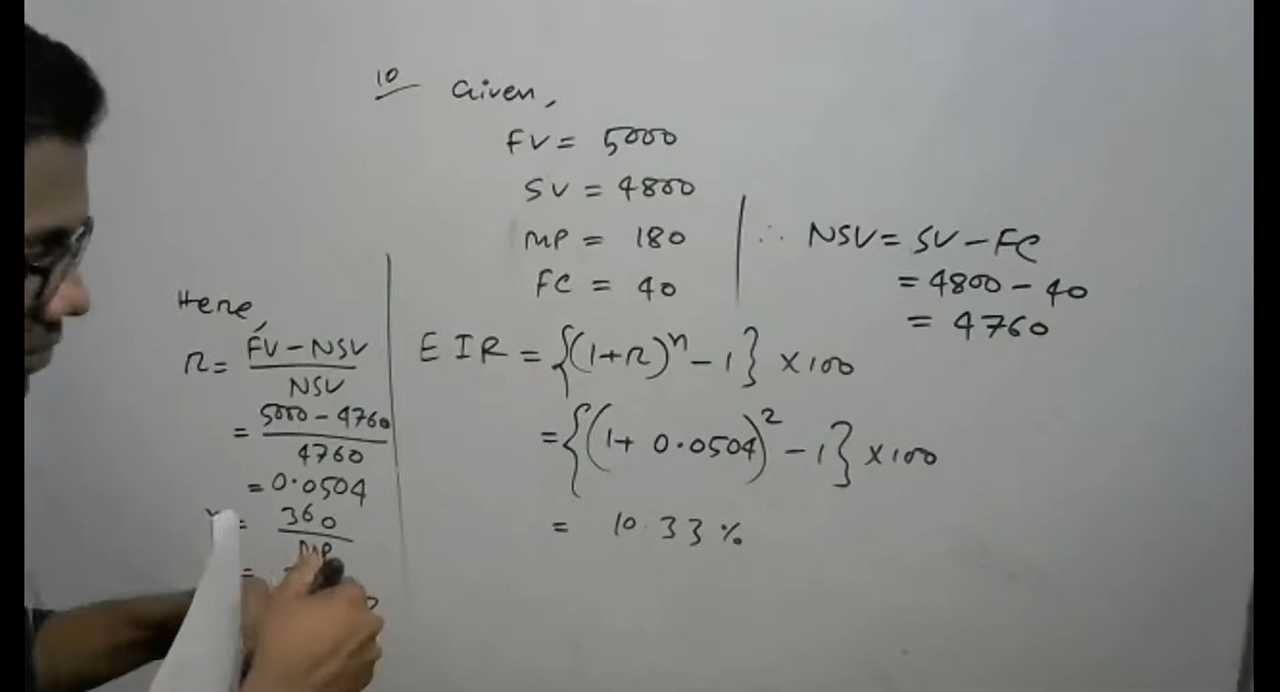 10 Given,
FV = 5000
SV = 4800
MP = 180
FC = 40
∴ NSV = SV – FC
= 4800 – 40
= 4760
Here,
r = FV – NSV / NSV
= 5000 – 4760 / 4760
= 0.0504
= 360 / MP
=
EIR = {(1+r)^n – 1} × 100
= {(1+ 0.0504)^2 – 1} × 100
= 10.33 %